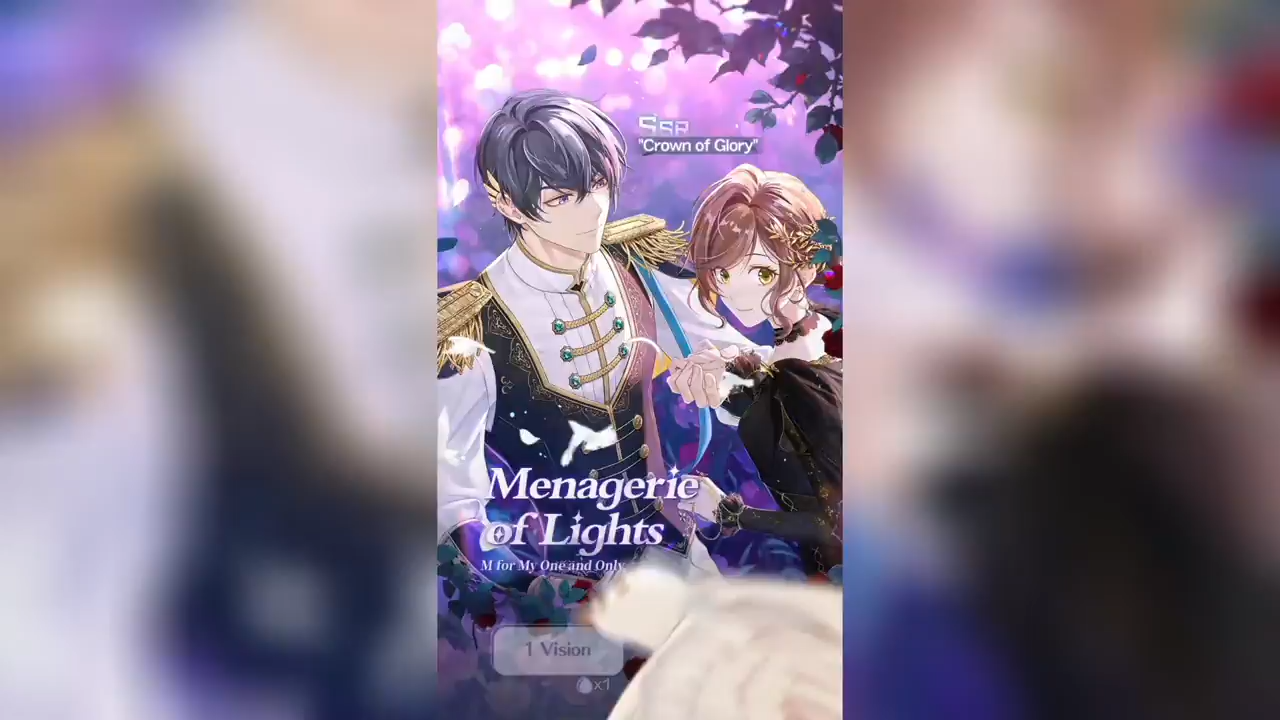 SSR
"Crown of Glory"
Menagerie
of Lights
M for My One and Only
1 Vision
x1